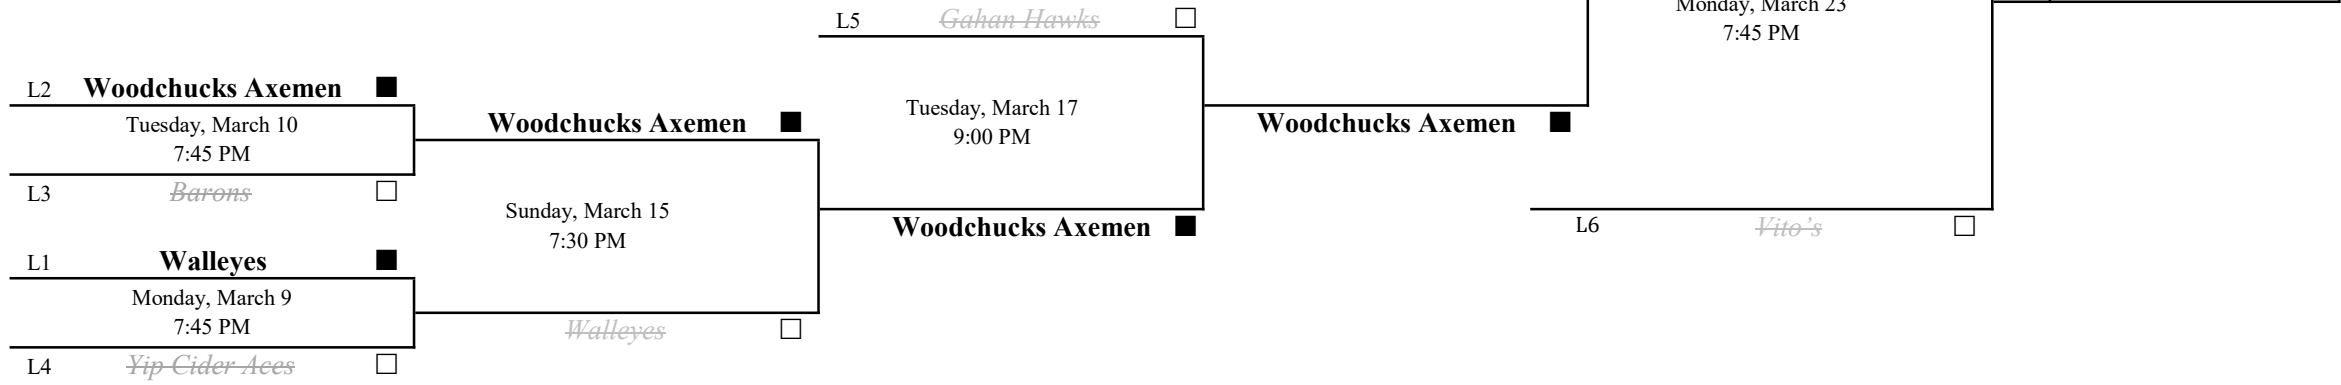 L5 Gahan Hawks
Monday, March 23
7:45 PM
L2 Woodchucks Axemen
Tuesday, March 10
7:45 PM
L3 Barons
Woodchucks Axemen
Sunday, March 15
7:30 PM
Walleyes
L1 Walleyes
Monday, March 9
7:45 PM
L4 Yip Cider Aces
Tuesday, March 17
9:00 PM
Woodchucks Axemen
Woodchucks Axemen
L6 Vito’s